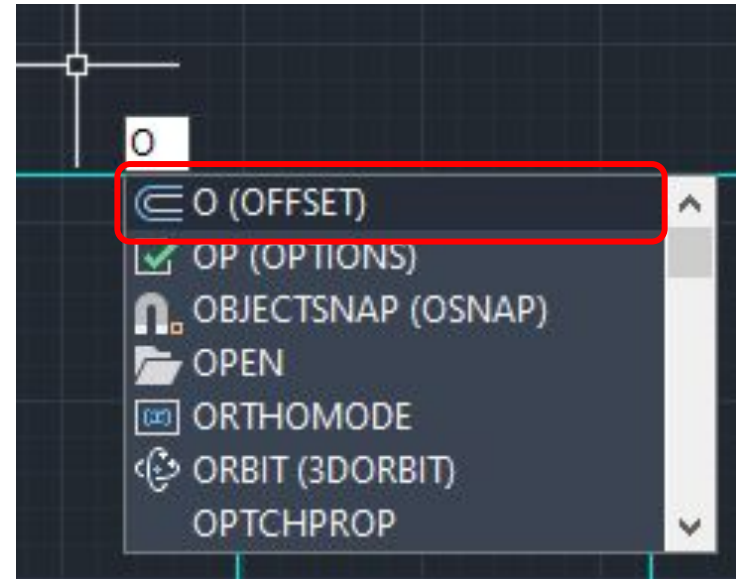 O
O (OFFSET)
OP (OPTIONS)
OBJECTSNAP (OSNAP)
OPEN
ORTHOMODE
ORBIT (3DORBIT)
OPTCHPROP